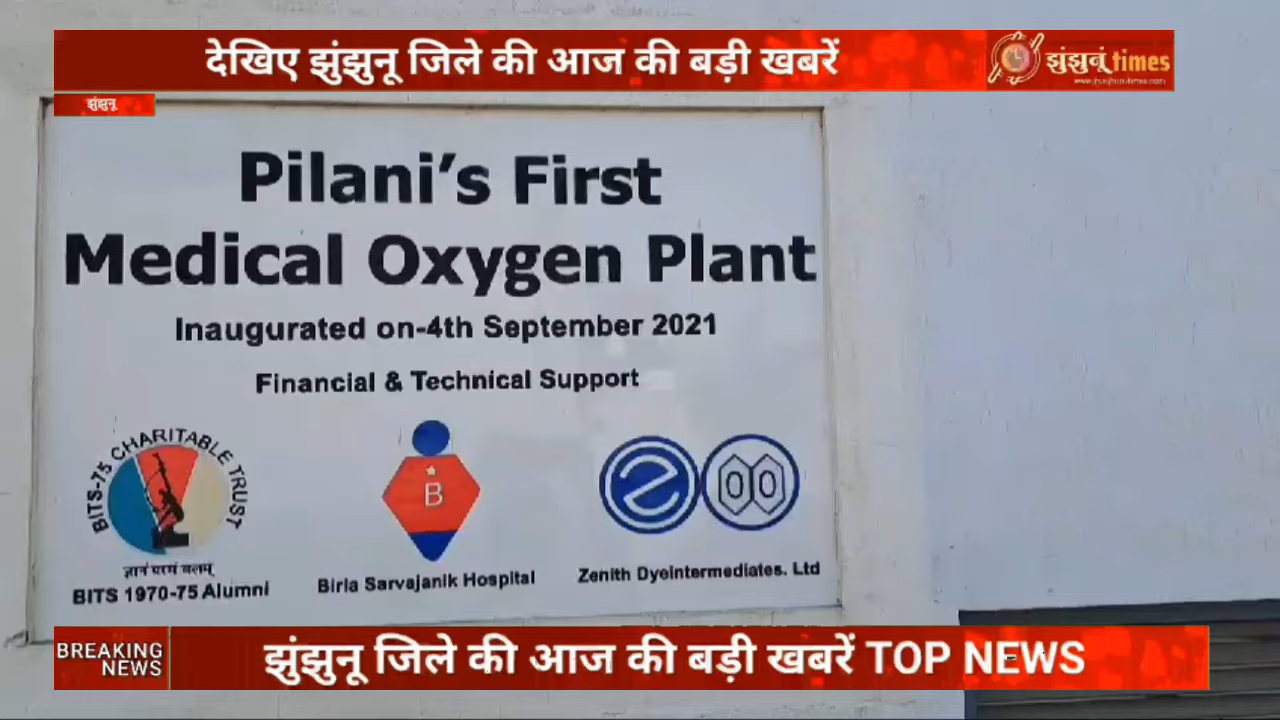 देखिए झुंझुनू जिले की आज की बड़ी खबरें
झुंझुनूं times
झुंझुनू
Pilani's First
Medical Oxygen Plant
Inaugurated on-4th September 2021
Financial & Technical Support
BITS-75 CHARITABLE TRUST
ज्ञानं परमं बलम्
BITS 1970-75 Alumni
B
Birla Sarvajanik Hospital
Zenith Dyeintermediates. Ltd
BREAKING
NEWS
झुंझुनू जिले की आज की बड़ी खबरें TOP NEWS